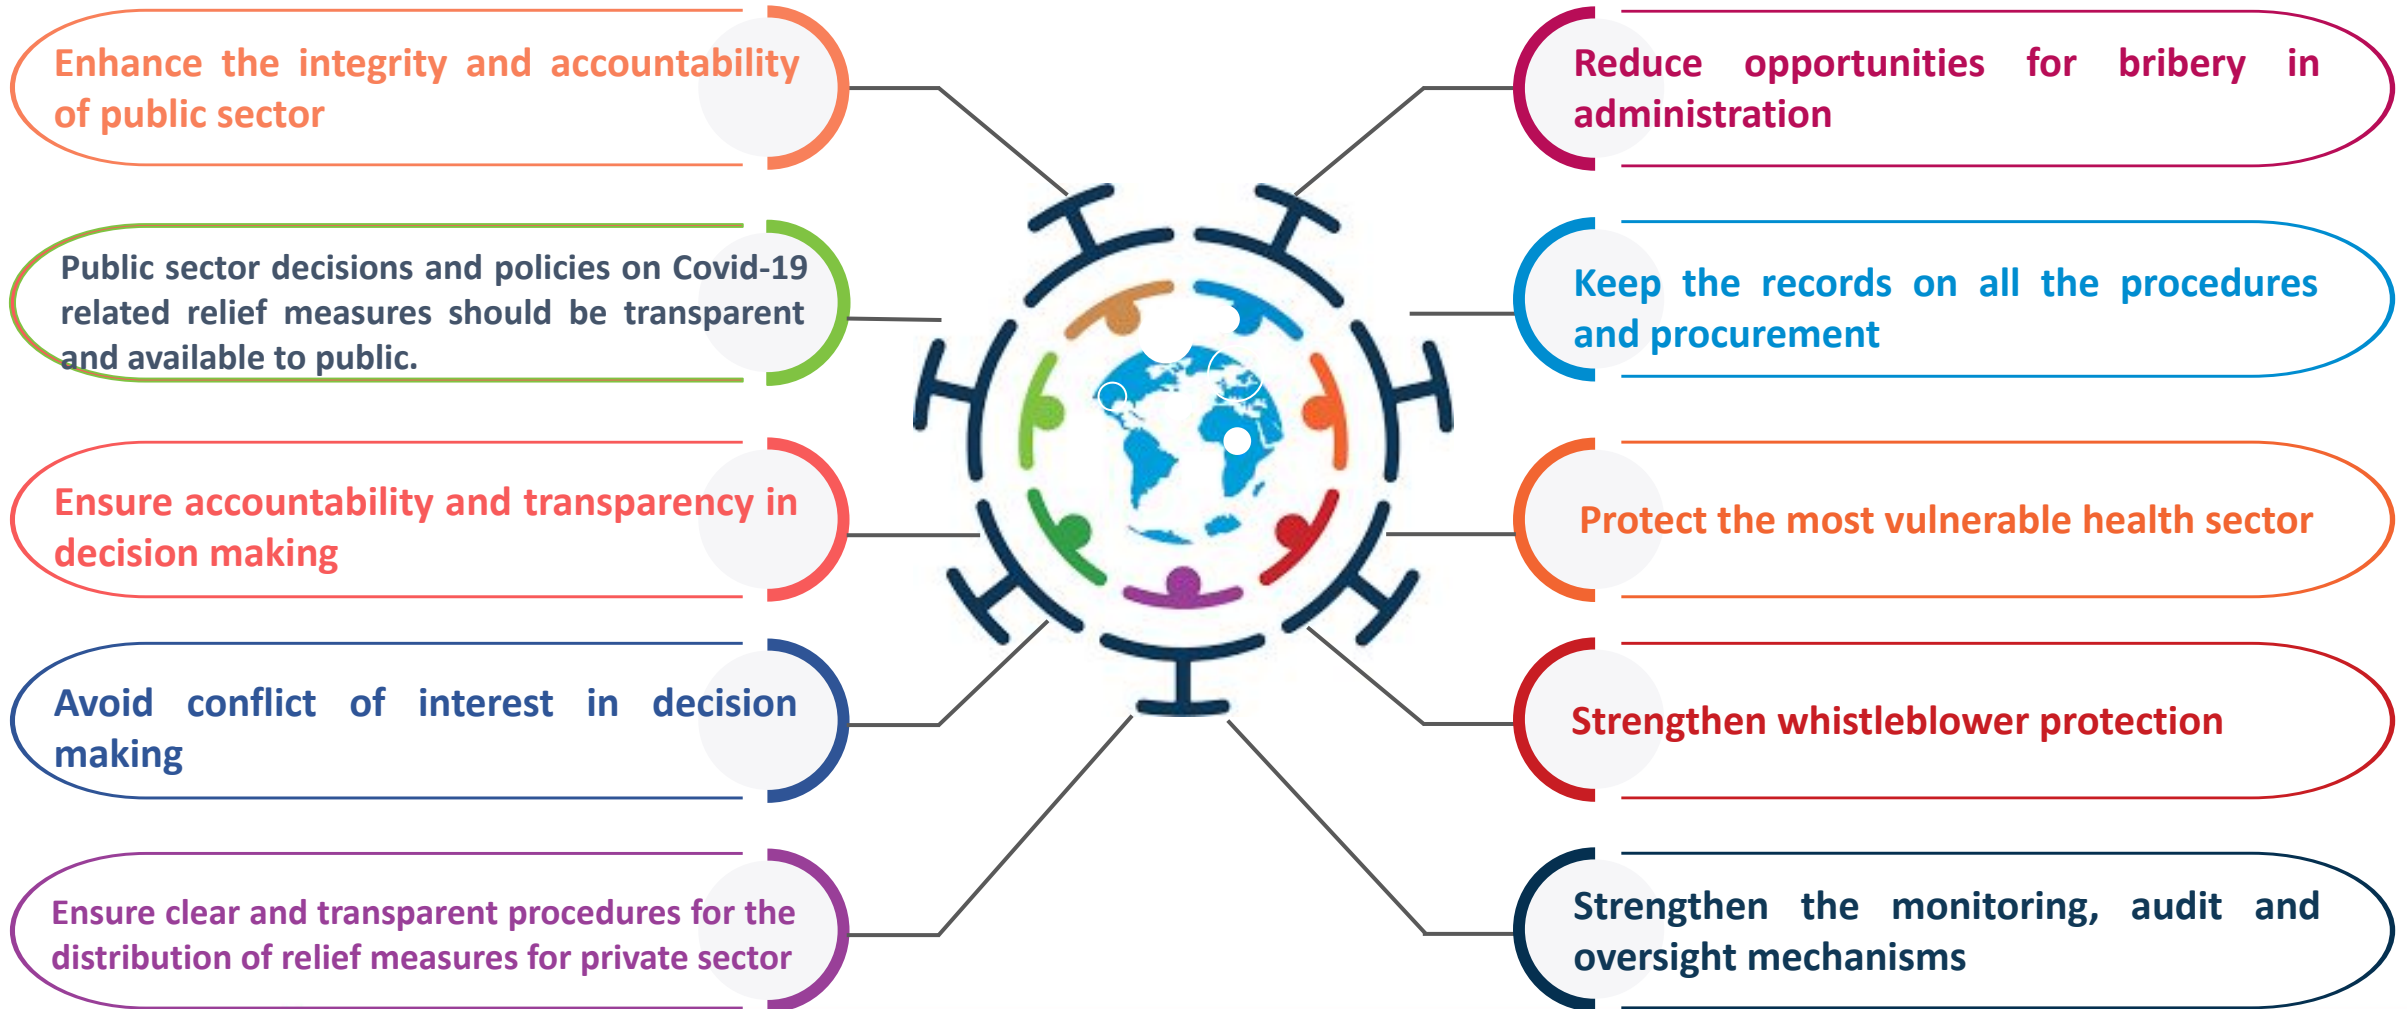 Enhance the integrity and accountability
of public sector
Public sector decisions and policies on Covid-19
related relief measures should be transparent
and available to public.
Ensure accountability and transparency in
decision making
Avoid conflict of interest in decision
making
Ensure clear and transparent procedures for the
distribution of relief measures for private sector
Reduce opportunities for bribery in
administration
Keep the records on all the procedures
and procurement
Protect the most vulnerable health sector
Strengthen whistleblower protection
Strengthen the monitoring, audit and
oversight mechanisms